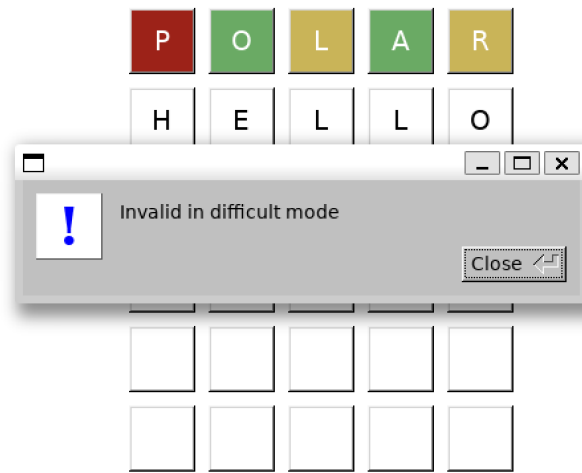 P O L A R
H E L L O
Invalid in difficult mode
Close